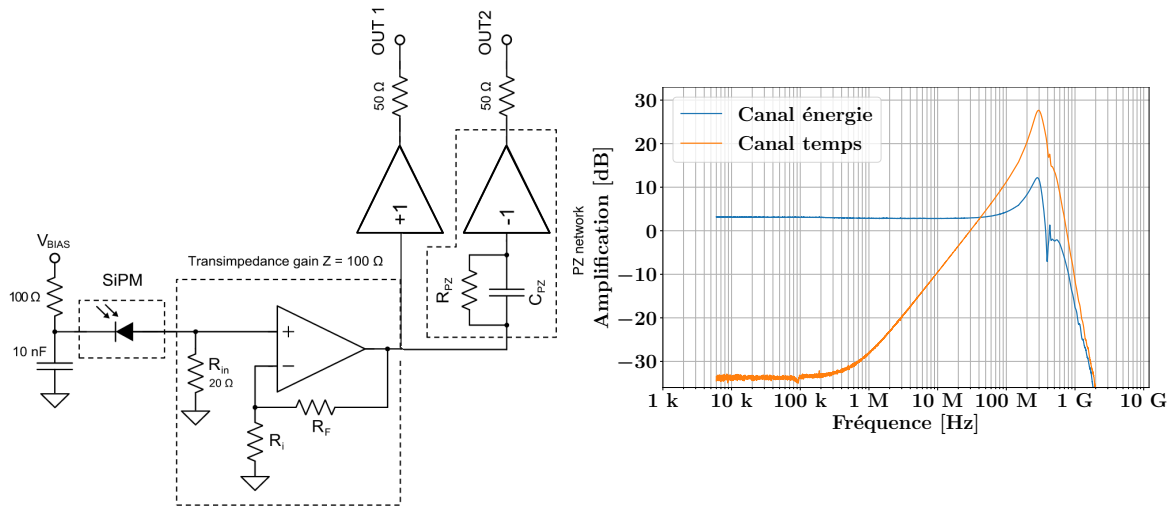 OUT 1
OUT2
50 Ω
50 Ω
+1
-1
V_BIAS
SiPM
Transimpedance gain Z = 100 Ω
100 Ω
R_PZ
C_PZ
PZ network
+
−
10 nF
R_in
20 Ω
R_F
R_i
Canal énergie
Canal temps
Amplification [dB]
30
20
10
0
−10
−20
−30
1 k
10 k
100 k
1 M
10 M
100 M
1 G
10 G
Fréquence [Hz]